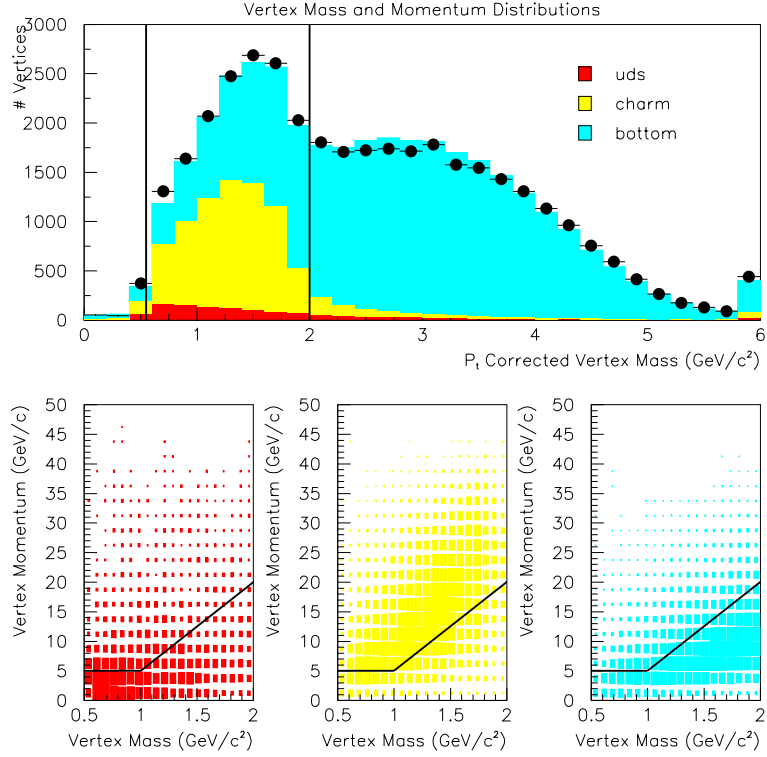 Vertex Mass and Momentum Distributions
# Vertices
3000
2500
2000
1500
1000
500
0
uds
charm
bottom
0 1 2 3 4 5 6
Pt Corrected Vertex Mass (GeV/c²)
Vertex Momentum (GeV/c)
50
45
40
35
30
25
20
15
10
5
0
0.5 1 1.5 2
Vertex Mass (GeV/c²)
Vertex Momentum (GeV/c)
50
45
40
35
30
25
20
15
10
5
0
0.5 1 1.5 2
Vertex Mass (GeV/c²)
Vertex Momentum (GeV/c)
50
45
40
35
30
25
20
15
10
5
0
0.5 1 1.5 2
Vertex Mass (GeV/c²)